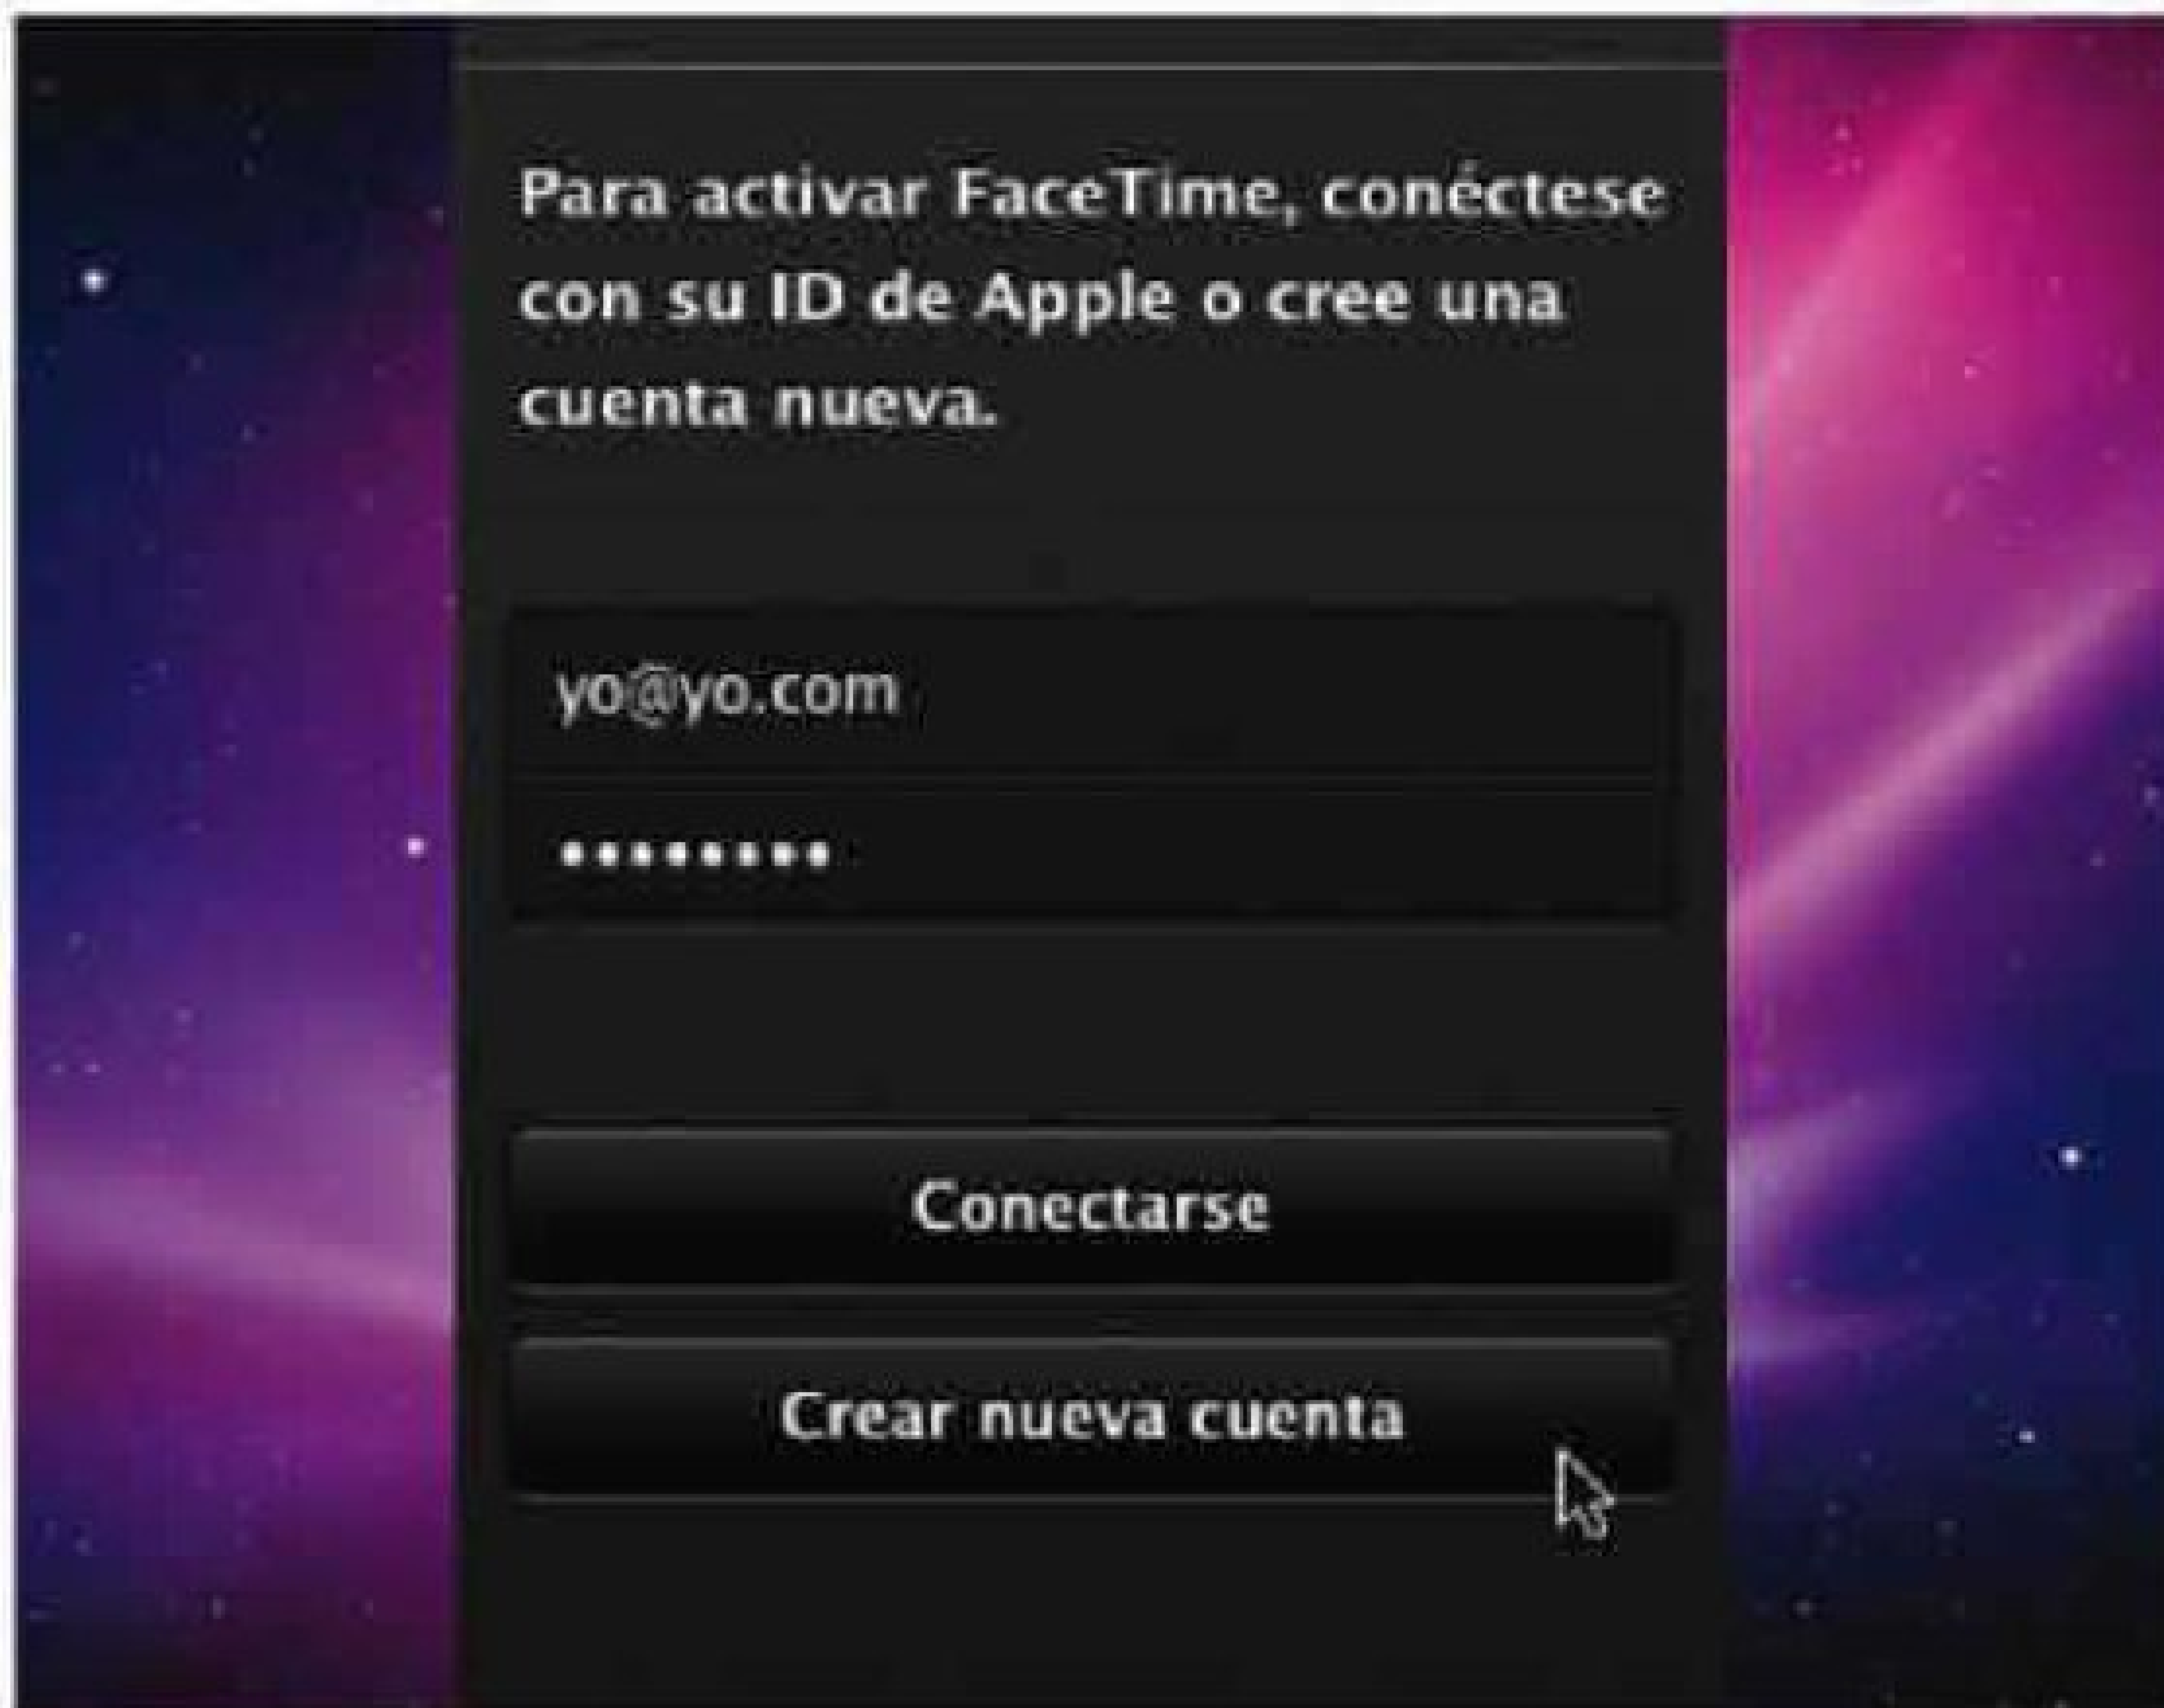 Para activar FaceTime, conéctese
con su ID de Apple o cree una
cuenta nueva.
yo@yo.com
••••••••
Conectarse
Crear nueva cuenta